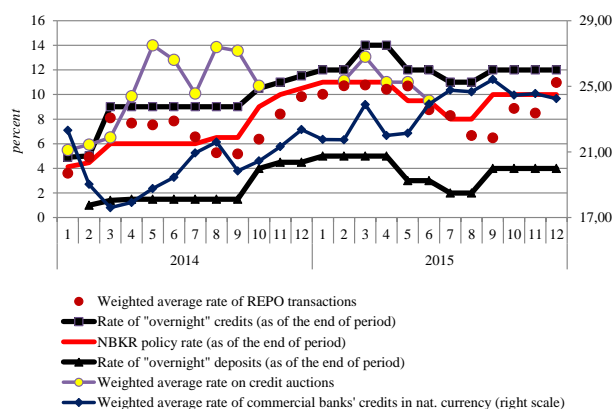 16 29,00
14
12 25,00
10
8 21,00
6
4
2
0 17,00
percent
1 2 3 4 5 6 7 8 9 10 11 12 1 2 3 4 5 6 7 8 9 10 11 12
2014 2015
Weighted average rate of REPO transactions
Rate of "overnight" credits (as of the end of period)
NBKR policy rate (as of the end of period)
Rate of "overnight" deposits (as of the end of period)
Weighted average rate on credit auctions
Weighted average rate of commercial banks' credits in nat. currency (right scale)